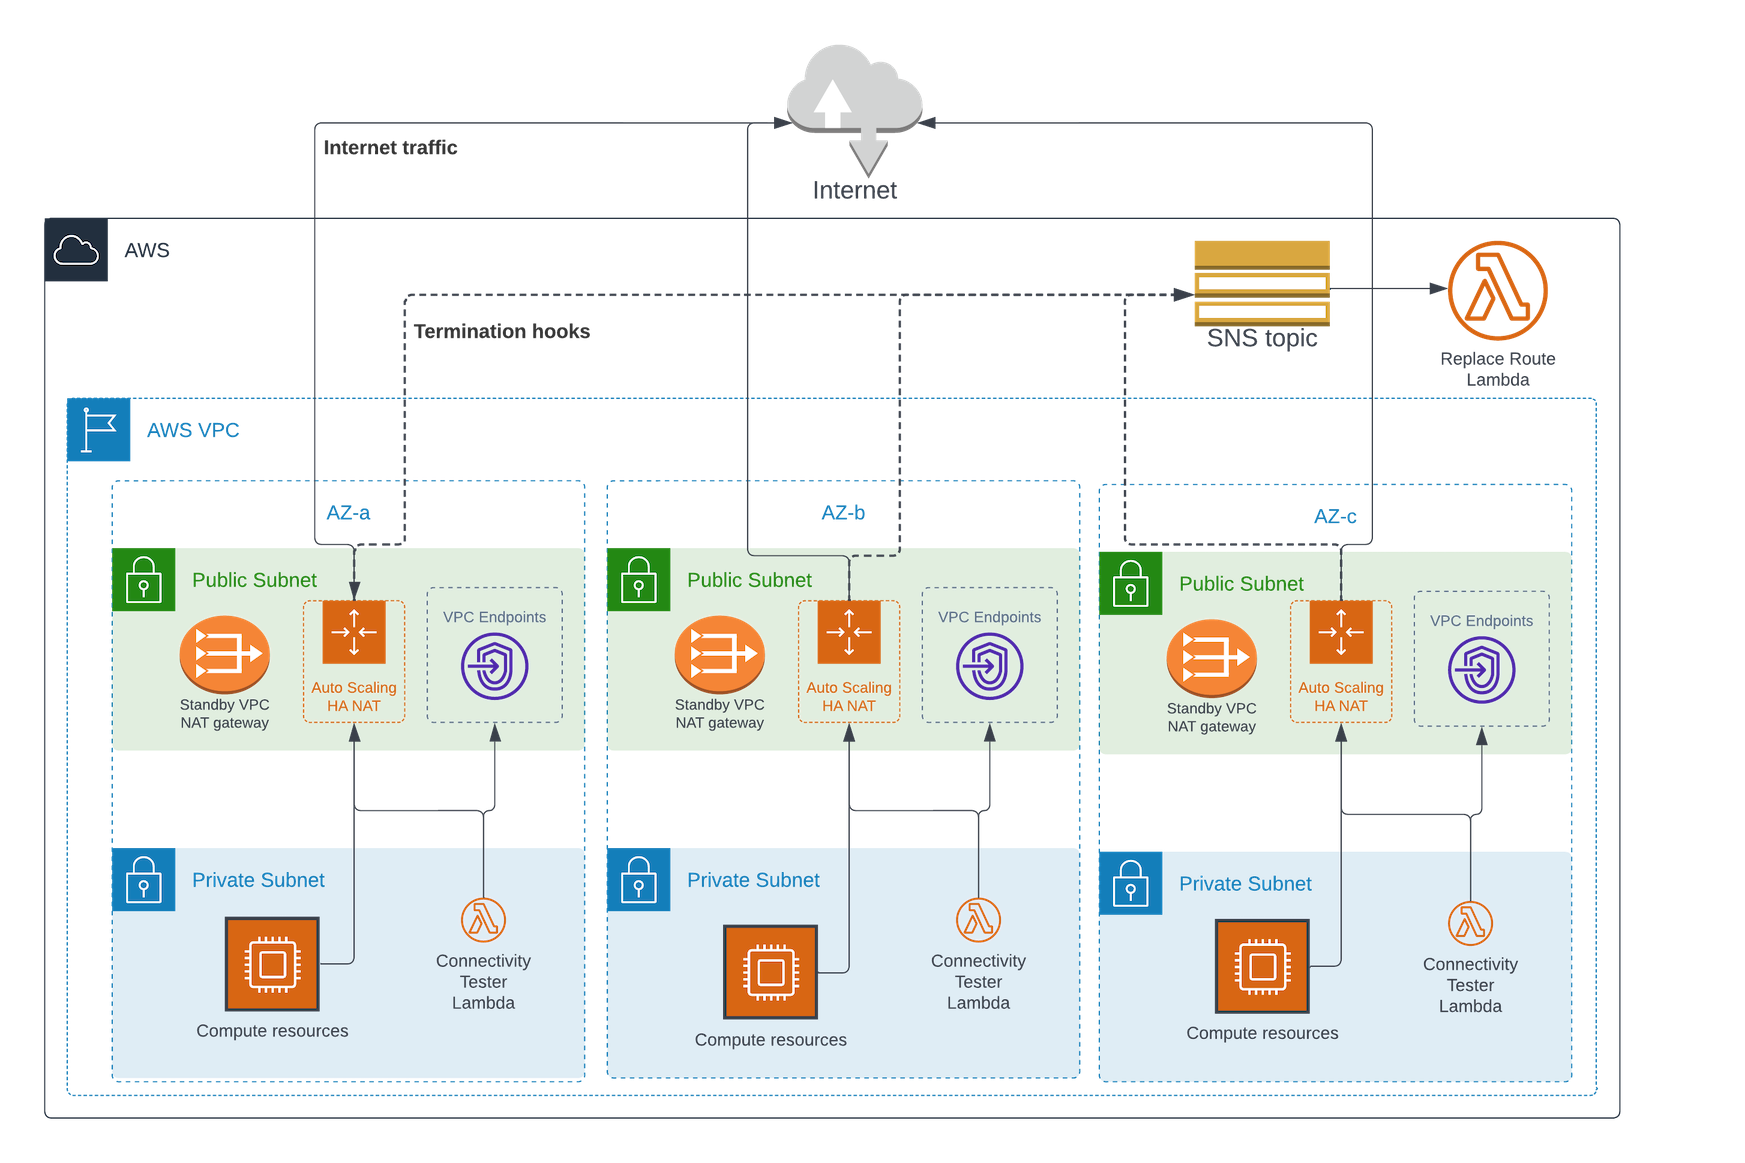 Internet traffic
Internet
AWS
Termination hooks
SNS topic
Replace Route
Lambda
AWS VPC
AZ-a
Public Subnet
VPC Endpoints
Auto Scaling
HA NAT
Standby VPC
NAT gateway
Private Subnet
Connectivity
Tester
Lambda
Compute resources
AZ-b
Public Subnet
VPC Endpoints
Auto Scaling
HA NAT
Standby VPC
NAT gateway
Private Subnet
Connectivity
Tester
Lambda
Compute resources
AZ-c
Public Subnet
VPC Endpoints
Auto Scaling
HA NAT
Standby VPC
NAT gateway
Private Subnet
Connectivity
Tester
Lambda
Compute resources